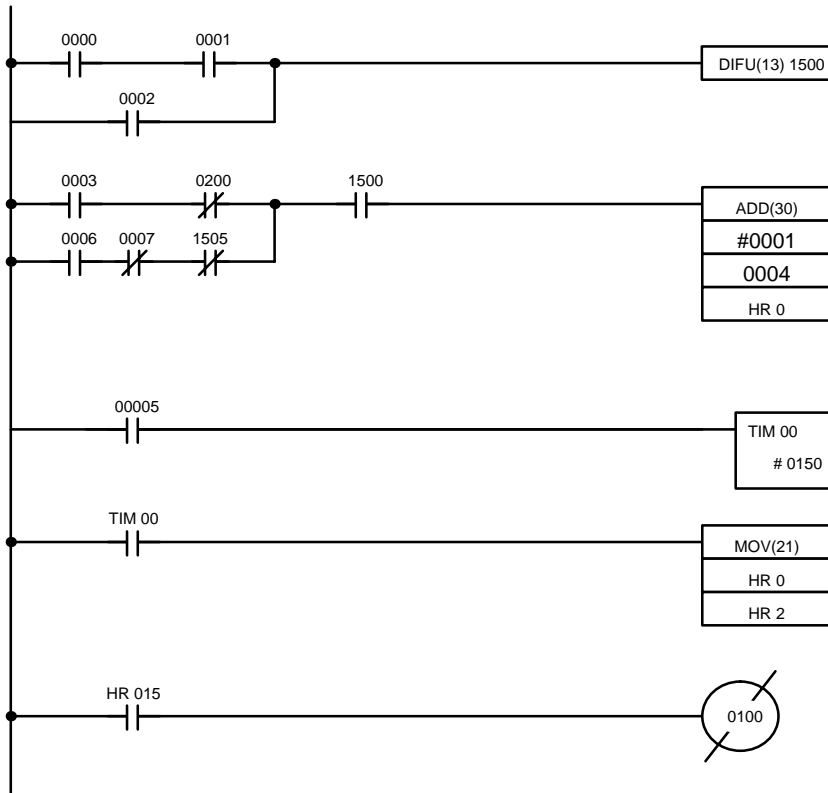 0000 0001
DIFU(13) 1500
0002
0003 0200 1500
ADD(30)
0006 0007 1505
#0001
0004
HR 0
00005
TIM 00
# 0150
TIM 00
MOV(21)
HR 0
HR 2
HR 015
0100